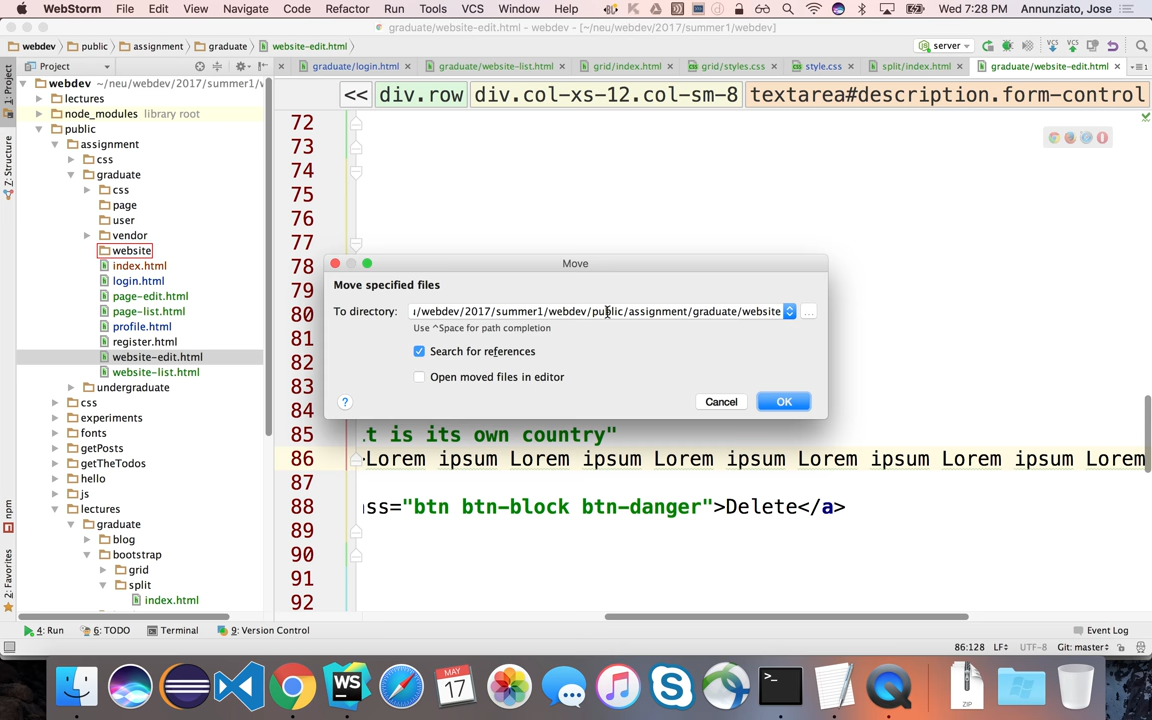 WebStorm File Edit View Navigate Code Refactor Run Tools VCS Window Help Wed 7:28 PM Annunziato, Jose
graduate/website-edit.html - webdev - [~/neu/webdev/2017/summer1/webdev]
webdev public assignment graduate website-edit.html server VCS VCS
Project graduate/login.html × graduate/website-list.html × grid/index.html × grid/styles.css × style.css × split/index.html × graduate/website-edit.html ×
<< div.row div.col-xs-12.col-sm-8 textarea#description.form-control
1: Project
Z: Structure
npm
2: Favorites
webdev ~/neu/webdev/2017/summer1/
lectures
node_modules library root
public
assignment
css
graduate
css
page
user
vendor
website
index.html
login.html
page-edit.html
page-list.html
profile.html
register.html
website-edit.html
website-list.html
undergraduate
css
experiments
fonts
getPosts
getTheTodos
hello
js
lectures
graduate
blog
bootstrap
grid
split
index.html
72
73
74
75
76
77
78
79
80
81
82
83
84
85 t is its own country"
86 >Lorem ipsum Lorem ipsum Lorem ipsum Lorem ipsum Lorem ipsum Lorem
87
88 ss="btn btn-block btn-danger">Delete</a>
89
90
91
92
Move
Move specified files
To directory: /webdev/2017/summer1/webdev/public/assignment/graduate/website
Use ^Space for path completion
Search for references
Open moved files in editor
? Cancel OK
4: Run 6: TODO Terminal 9: Version Control Event Log
86:128 LF÷ UTF-8 Git: master
WS MAY 17 ZIP